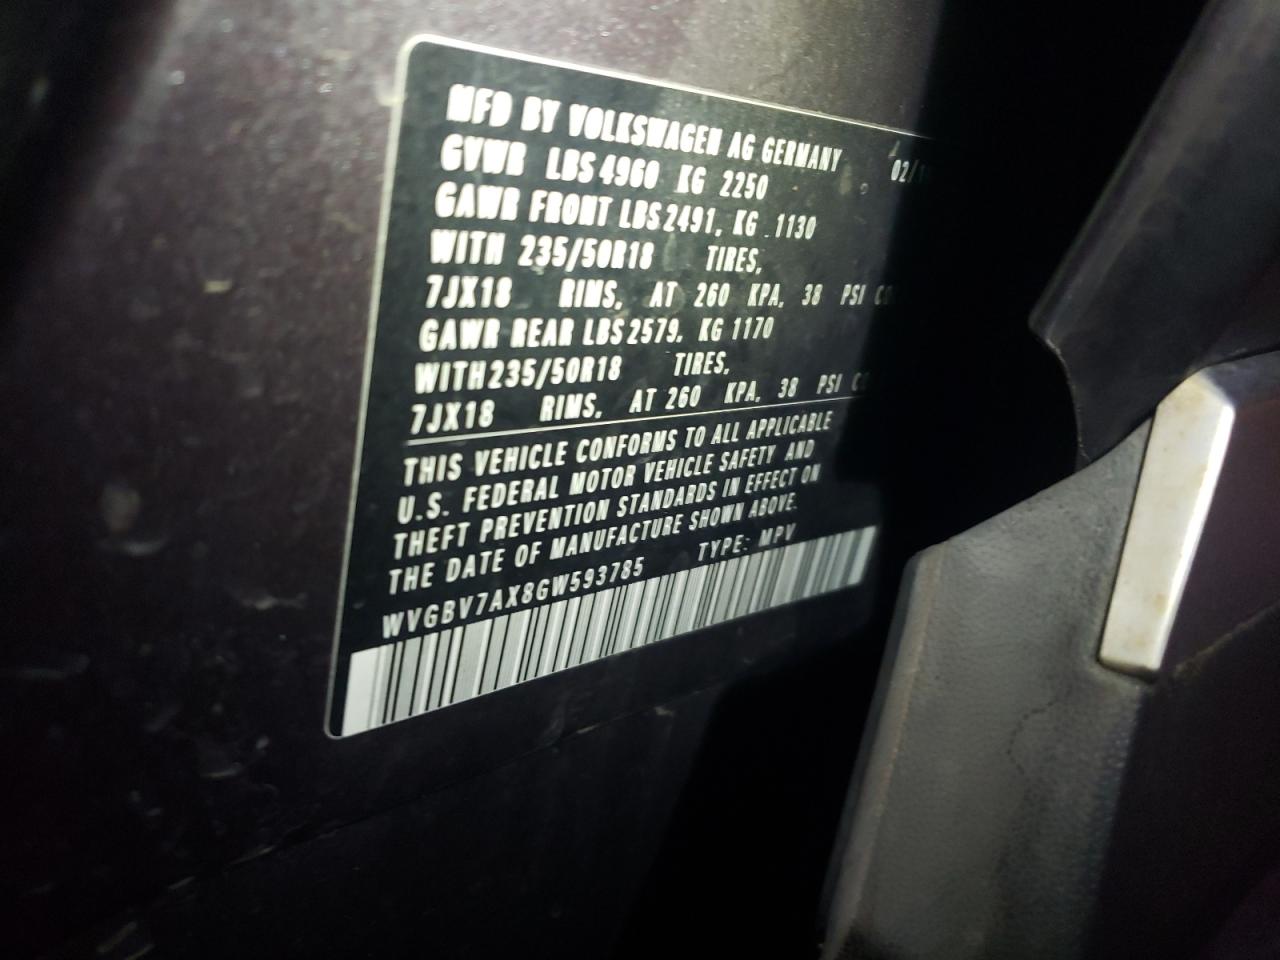 MFD BY VOLKSWAGEN AG GERMANY 02/
GVWR LBS 4960 KG 2250
GAWR FRONT LBS 2491, KG 1130
WITH 235/50R18 TIRES,
7JX18 RIMS, AT 260 KPA, 38 PSI CO
GAWR REAR LBS 2579, KG 1170
WITH 235/50R18 TIRES,
7JX18 RIMS, AT 260 KPA, 38 PSI CO
THIS VEHICLE CONFORMS TO ALL APPLICABLE
U.S. FEDERAL MOTOR VEHICLE SAFETY AND
THEFT PREVENTION STANDARDS IN EFFECT ON
THE DATE OF MANUFACTURE SHOWN ABOVE.
WVGBV7AX8GW593785 TYPE: MPV